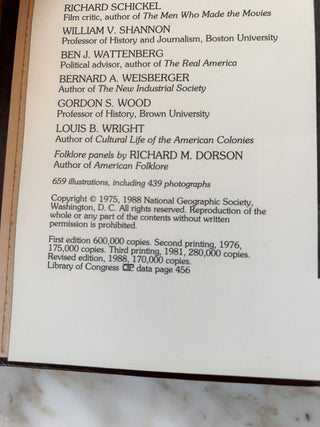 RICHARD SCHICKEL
Film critic, author of The Men Who Made the Movies
WILLIAM V. SHANNON
Professor of History and Journalism, Boston University
BEN J. WATTENBERG
Political advisor, author of The Real America
BERNARD A. WEISBERGER
Author of The New Industrial Society
GORDON S. WOOD
Professor of History, Brown University
LOUIS B. WRIGHT
Author of Cultural Life of the American Colonies
Folklore panels by RICHARD M. DORSON
Author of American Folklore
659 illustrations, including 439 photographs
Copyright © 1975, 1988 National Geographic Society,
Washington, D. C. All rights reserved. Reproduction of the
whole or any part of the contents without written
permission is prohibited.
First edition 600,000 copies. Second printing, 1976,
175,000 copies. Third printing, 1981, 280,000 copies.
Revised edition, 1988, 170,000 copies.
Library of Congress CIP data page 456